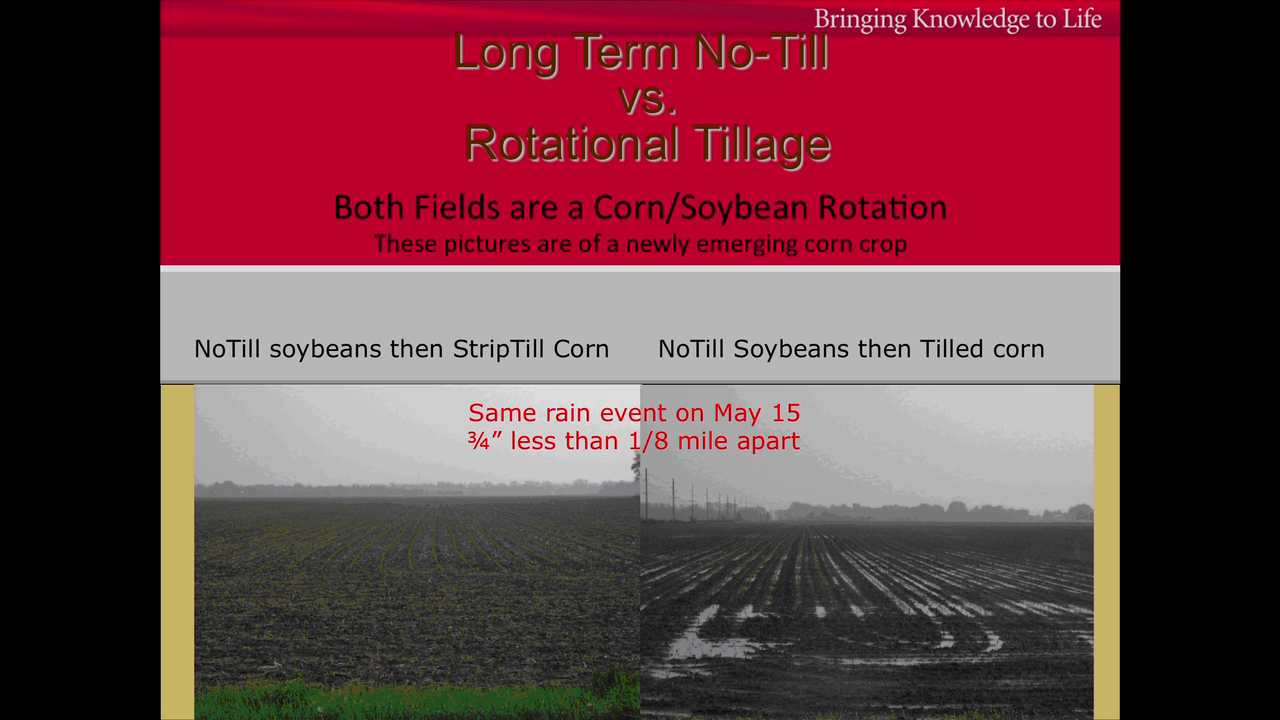 Bringing Knowledge to Life
Long Term No-Till
vs.
Rotational Tillage
Both Fields are a Corn/Soybean Rotation
These pictures are of a newly emerging corn crop
NoTill soybeans then StripTill Corn
NoTill Soybeans then Tilled corn
Same rain event on May 15
¾” less than 1/8 mile apart